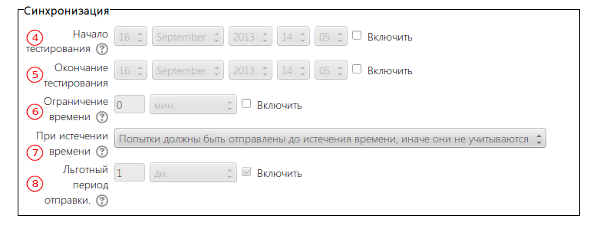 Синхронизация
4 Начало 16 September 2013 14 05 Включить
тестирования ?
5 Окончание 16 September 2013 14 05 Включить
тестирования
6 Ограничение 0 мин. Включить
времени ?
При истечении Попытки должны быть отправлены до истечения времени, иначе они не учитываются
7 времени ?
Льготный 1 дн. Включить
8 период
отправки. ?